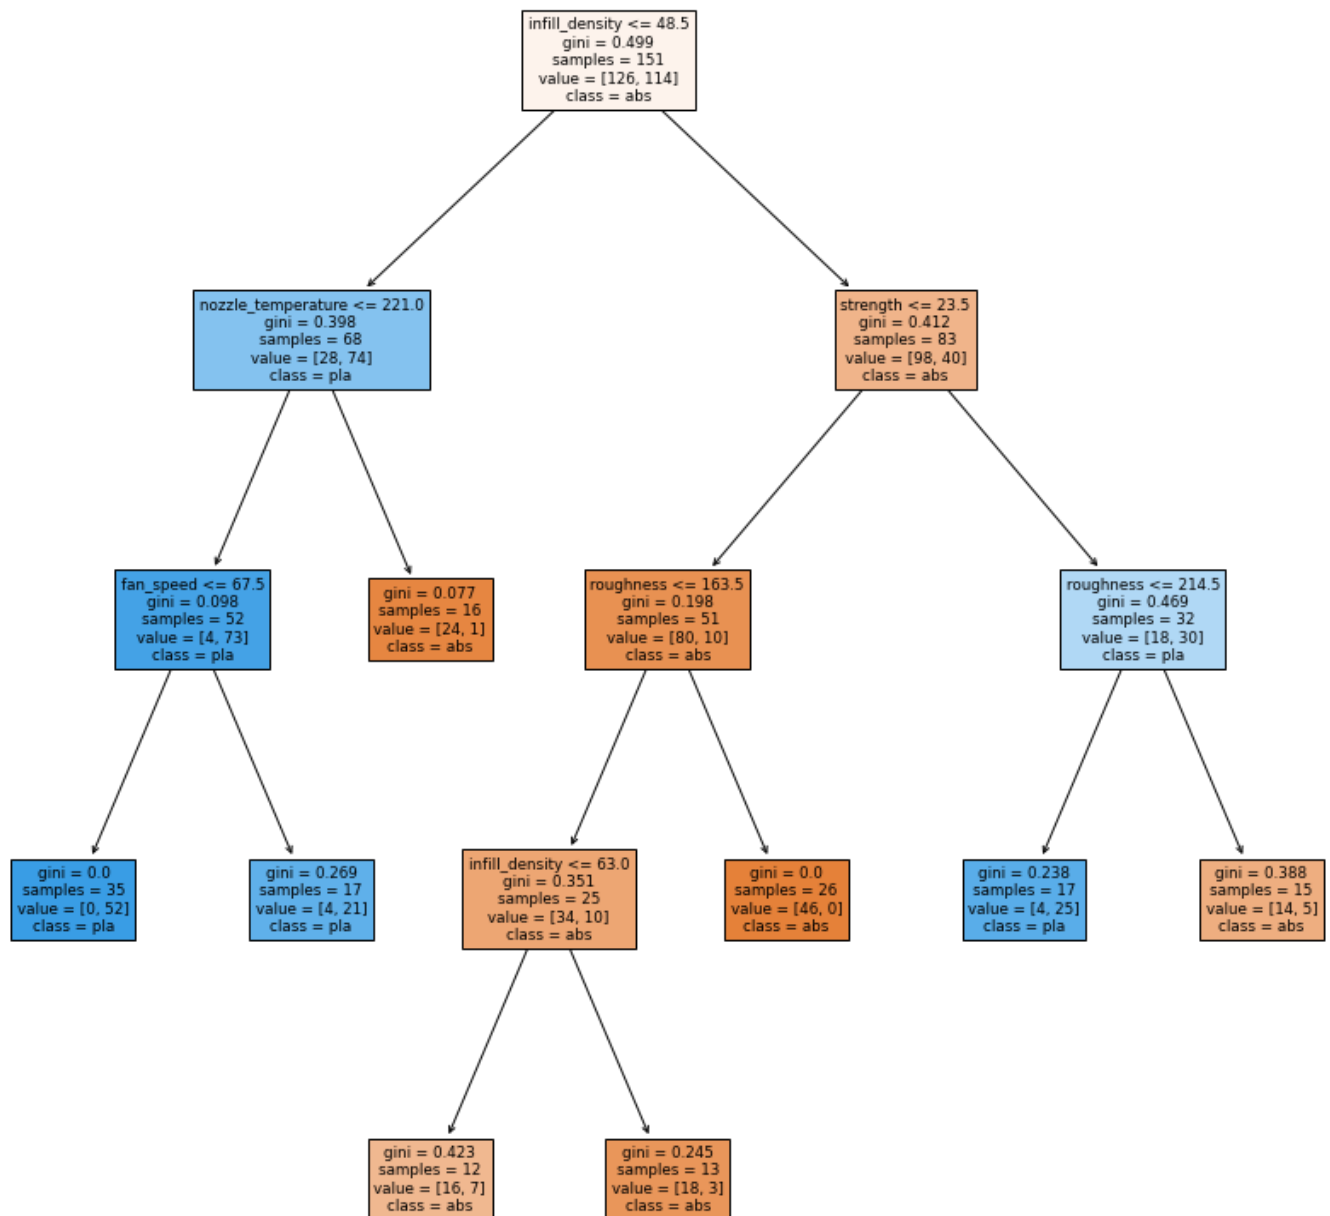 infill_density <= 48.5
gini = 0.499
samples = 151
value = [126, 114]
class = abs
nozzle_temperature <= 221.0
gini = 0.398
samples = 68
value = [28, 74]
class = pla
strength <= 23.5
gini = 0.412
samples = 83
value = [98, 40]
class = abs
fan_speed <= 67.5
gini = 0.098
samples = 52
value = [4, 73]
class = pla
gini = 0.077
samples = 16
value = [24, 1]
class = abs
roughness <= 163.5
gini = 0.198
samples = 51
value = [80, 10]
class = abs
roughness <= 214.5
gini = 0.469
samples = 32
value = [18, 30]
class = pla
gini = 0.0
samples = 35
value = [0, 52]
class = pla
gini = 0.269
samples = 17
value = [4, 21]
class = pla
infill_density <= 63.0
gini = 0.351
samples = 25
value = [34, 10]
class = abs
gini = 0.0
samples = 26
value = [46, 0]
class = abs
gini = 0.238
samples = 17
value = [4, 25]
class = pla
gini = 0.388
samples = 15
value = [14, 5]
class = abs
gini = 0.423
samples = 12
value = [16, 7]
class = abs
gini = 0.245
samples = 13
value = [18, 3]
class = abs